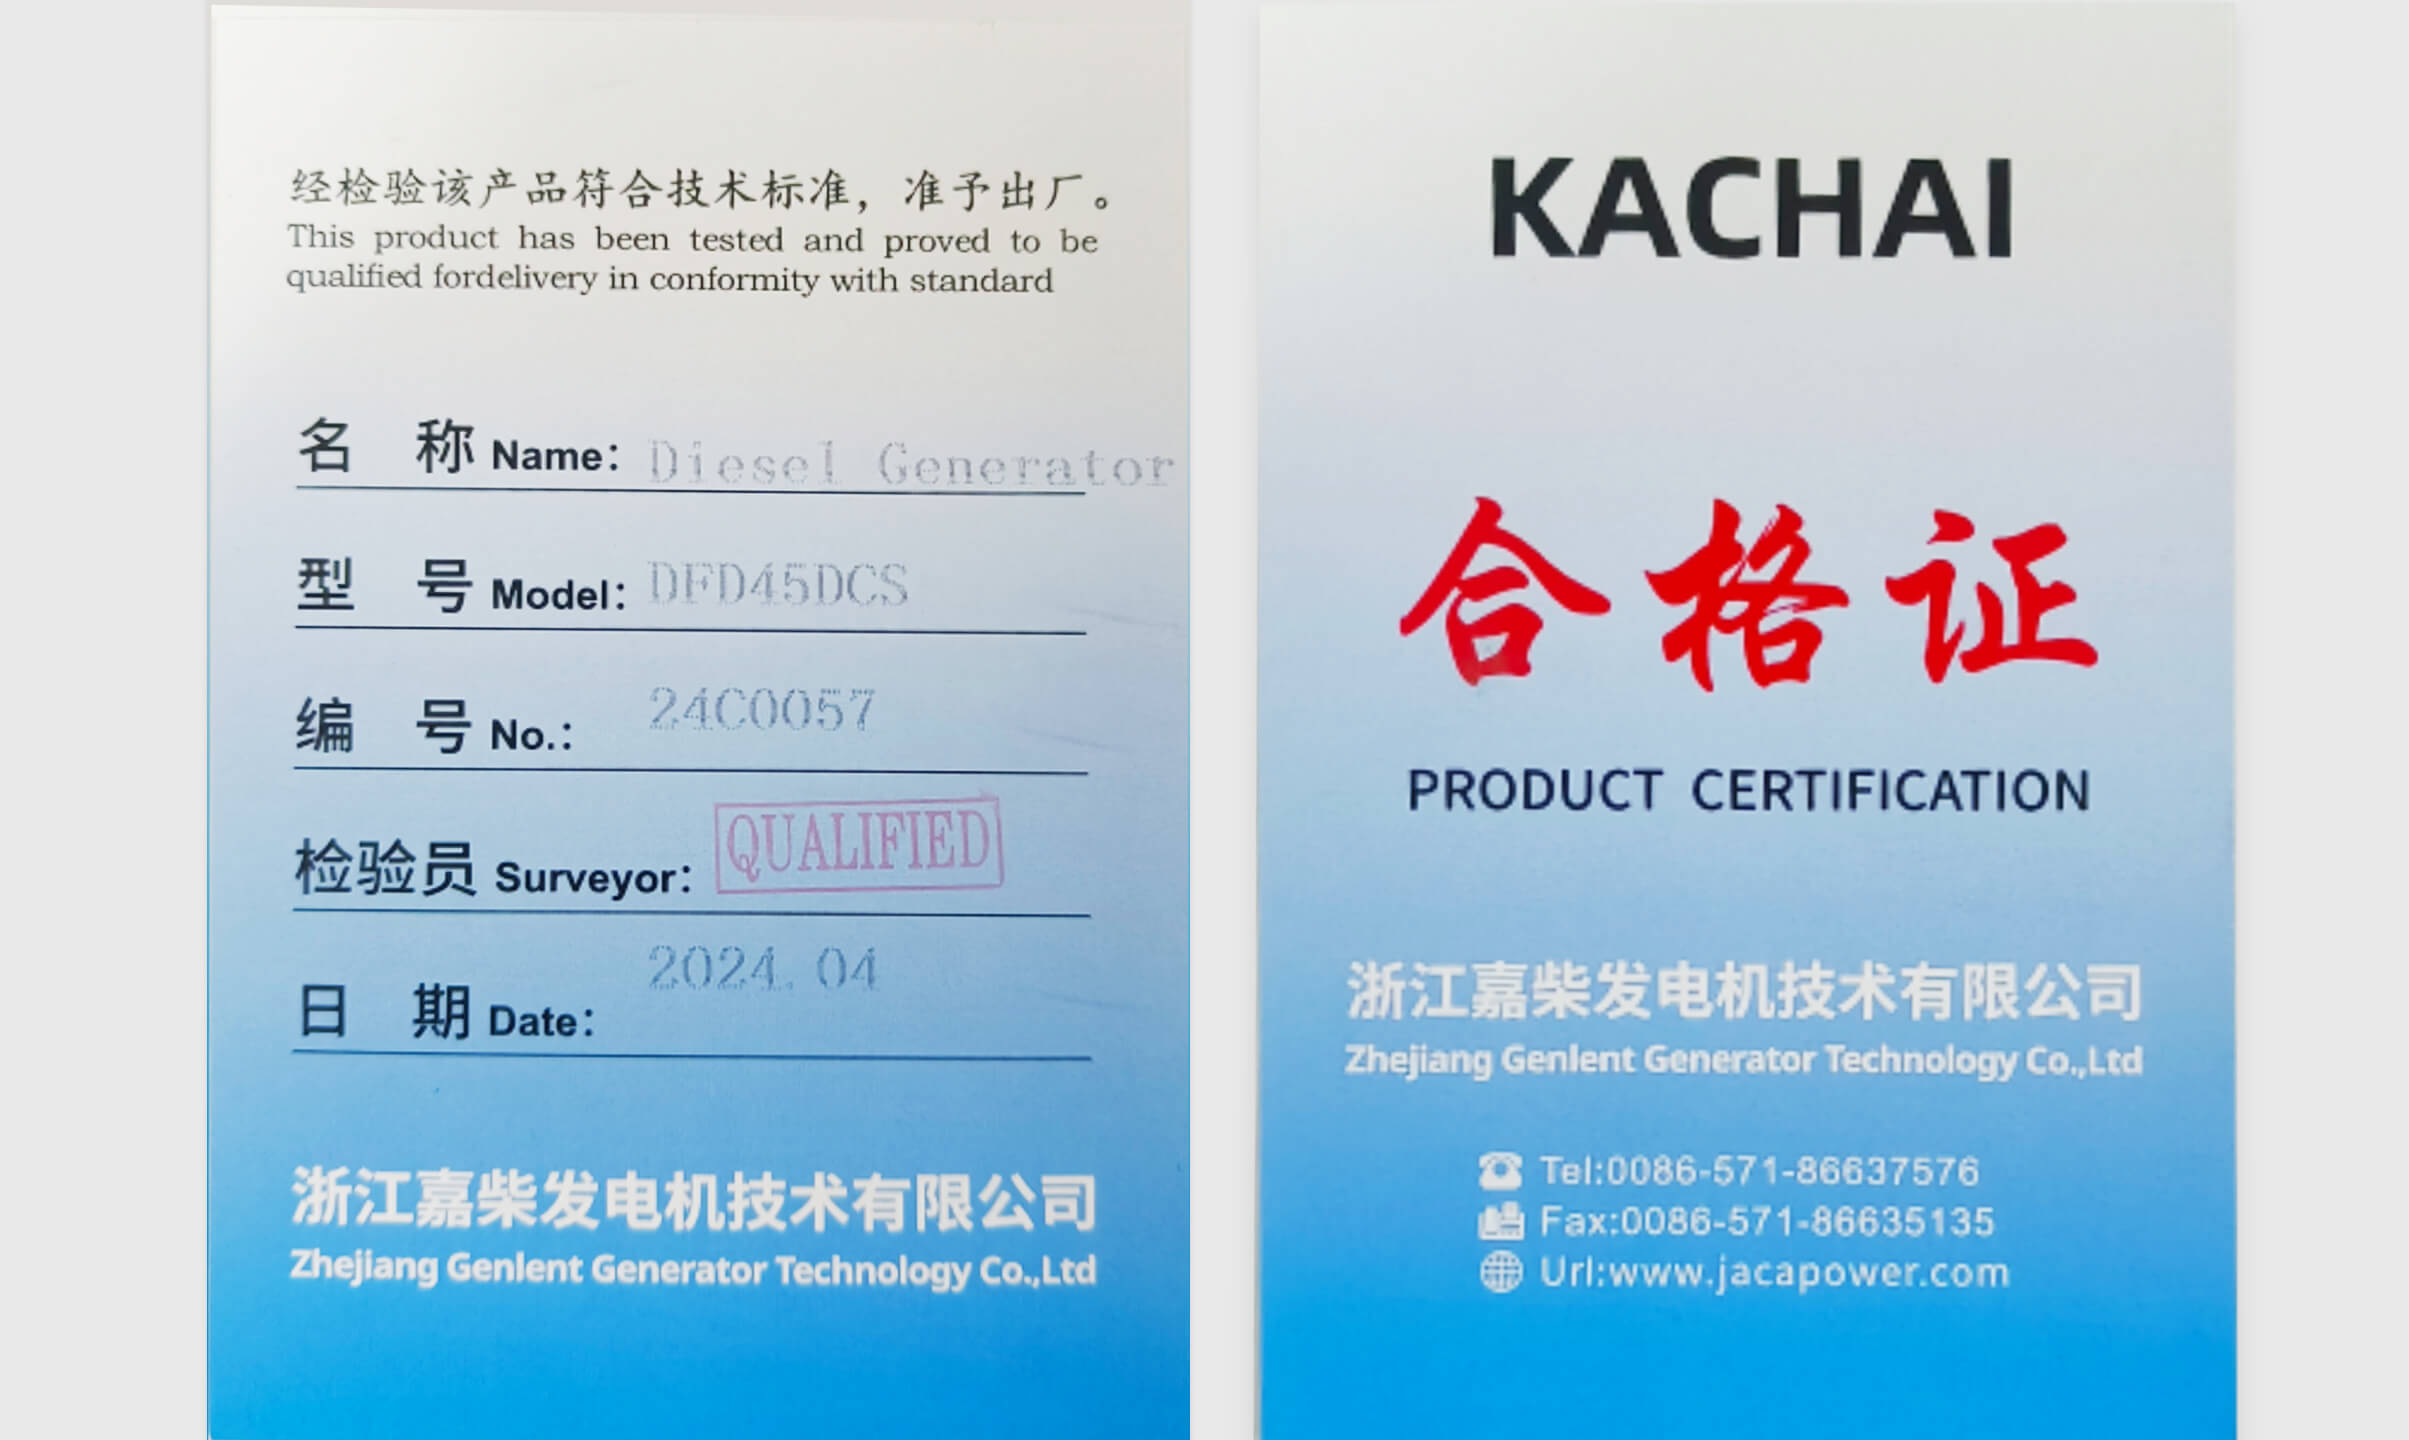 经检验该产品符合技术标准，准予出厂。
This product has been tested and proved to be
qualified fordelivery in conformity with standard
名 称 Name： Diesel Generator
型 号 Model： DFD45DCS
编 号 No.： 24C0057
检验员 Surveyor： QUALIFIED
日 期 Date： 2024.04
浙江嘉柴发电机技术有限公司
Zhejiang Genlent Generator Technology Co.,Ltd
KACHAI
合格证
PRODUCT CERTIFICATION
浙江嘉柴发电机技术有限公司
Zhejiang Genlent Generator Technology Co.,Ltd
Tel:0086-571-86637576
Fax:0086-571-86635135
Url:www.jacapower.com